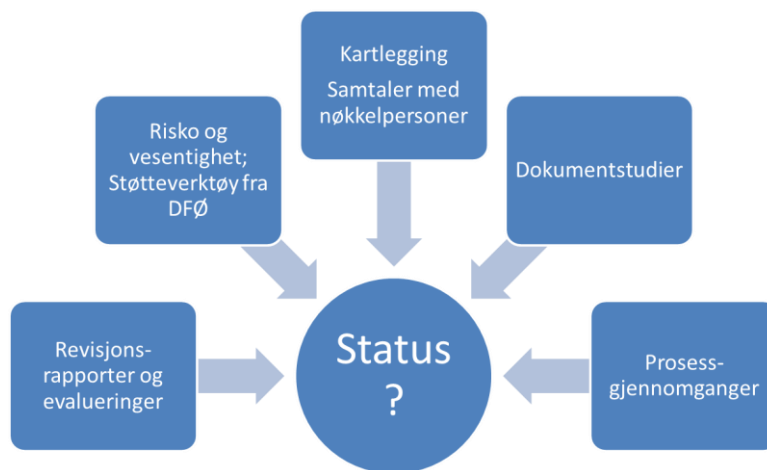 Kartlegging
Samtaler med
nøkkelpersoner
Risko og
vesentighet;
Støtteverktøy fra
DFØ
Dokumentstudier
Revisjons-
rapporter og
evalueringer
Status
?
Prosess-
gjennomganger